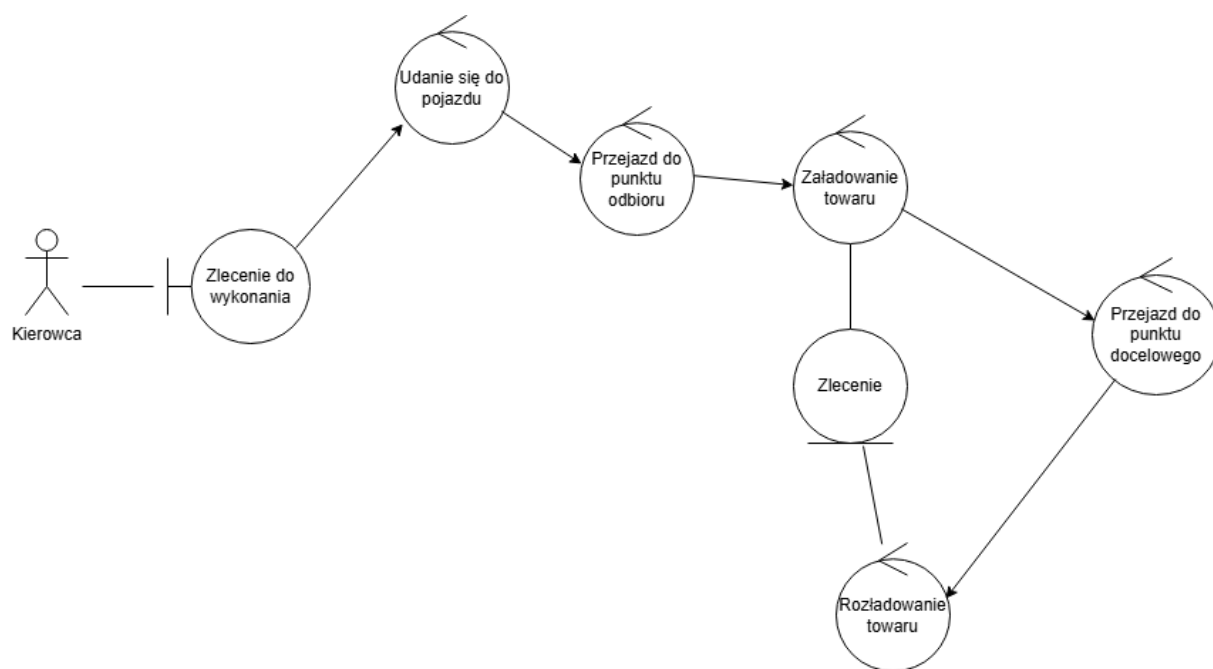 Udanie się do
pojazdu
Przejazd do
punktu
odbioru
Załadowanie
towaru
Zlecenie do
wykonania
Kierowca
Przejazd do
punktu
docelowego
Zlecenie
Rozładowanie
towaru